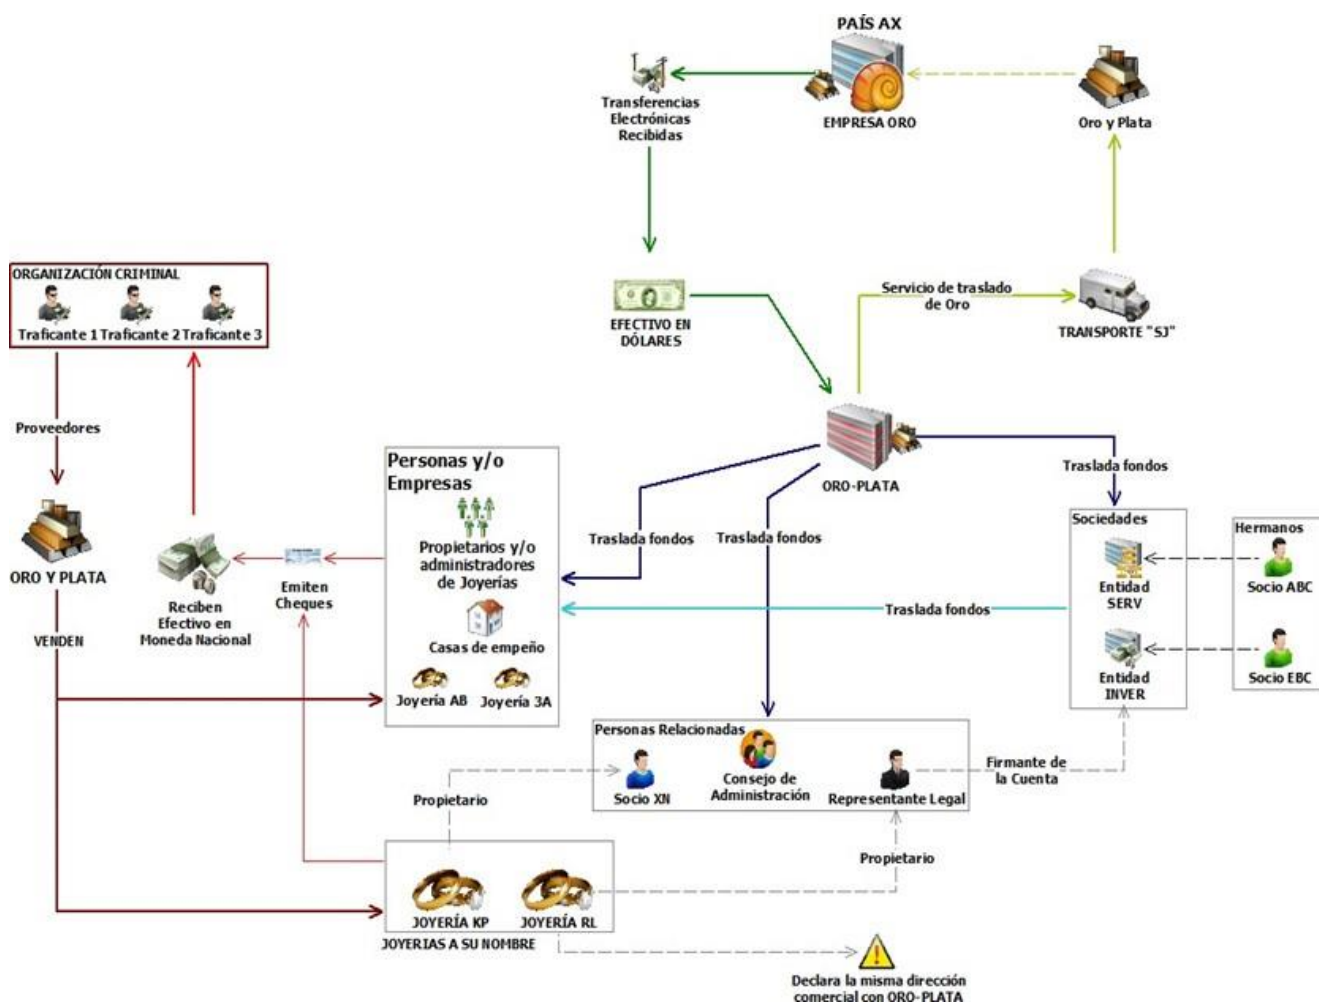 PAÍS AX
EMPRESA ORO
Transferencias
Electrónicas
Recibidas
Oro y Plata
ORGANIZACIÓN CRIMINAL
Traficante 1 Traficante 2 Traficante 3
EFECTIVO EN
DÓLARES
Servicio de traslado
de Oro
TRANSPORTE "SJ"
Proveedores
ORO Y PLATA
VENDEN
Reciben
Efectivo en
Moneda Nacional
Emiten
Cheques
Personas y/o
Empresas
Propietarios y/o
administradores
de Joyerías
Casas de empeño
Joyería AB
Joyería 3A
ORO-PLATA
Traslada fondos
Traslada fondos
Traslada fondos
Traslada fondos
Sociedades
Entidad
SERV
Entidad
INVER
Hermanos
Socio ABC
Socio EBC
Personas Relacionadas
Socio XN
Consejo de
Administración
Representante Legal
Firmante de
la Cuenta
Propietario
Propietario
JOYERÍA KP
JOYERÍA RL
JOYERIAS A SU NOMBRE
Declara la misma dirección
comercial con ORO-PLATA